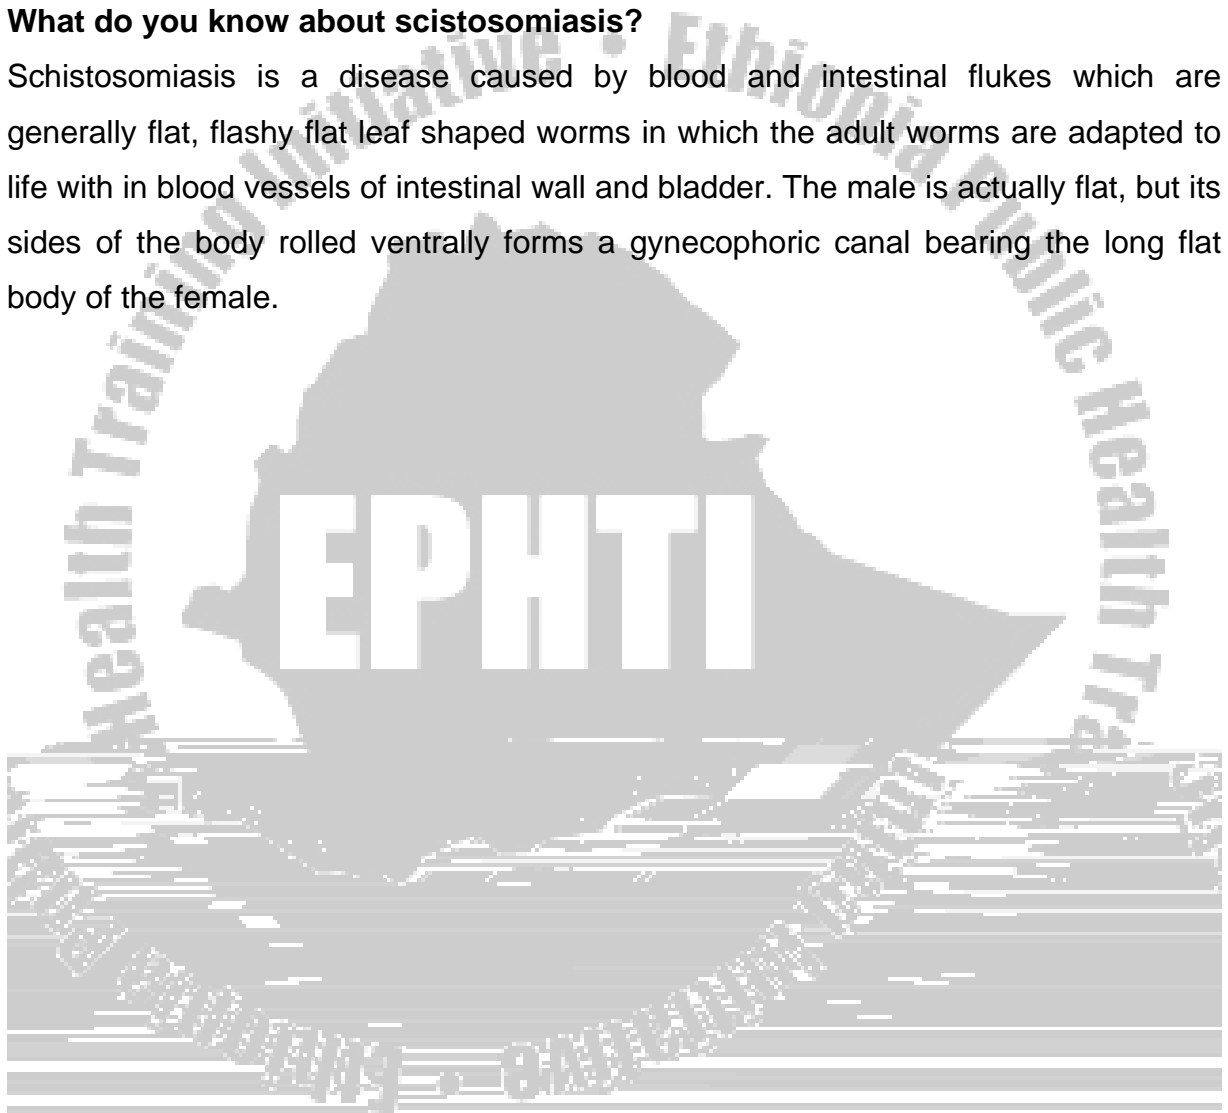 What do you know about scistosomiasis?
Schistosomiasis is a disease caused by blood and intestinal flukes which are
generally flat, flashy flat leaf shaped worms in which the adult worms are adapted to
life with in blood vessels of intestinal wall and bladder. The male is actually flat, but its
sides of the body rolled ventrally forms a gynecophoric canal bearing the long flat
body of the female.
Health Training Initiative • Ethiopia Public Health Tra
EPHTI